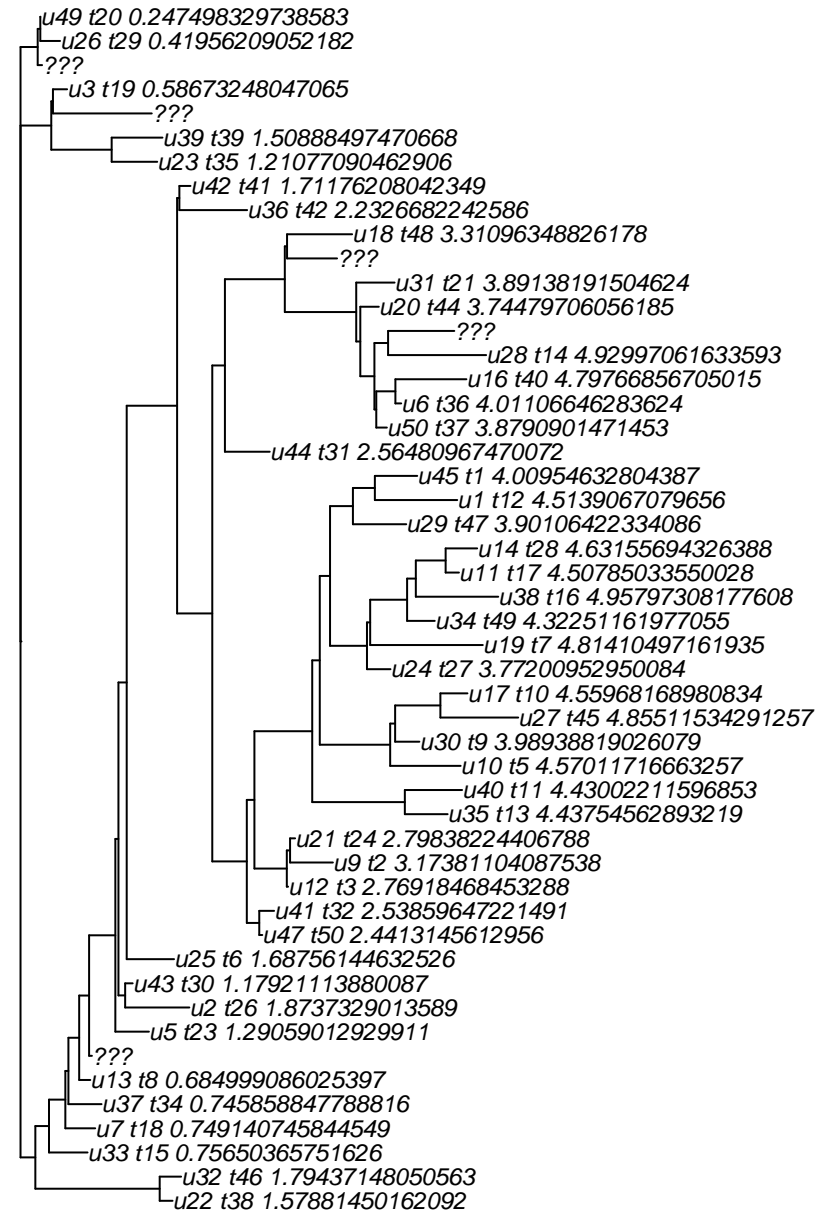 u49 t20 0.247498329738583
u26 t29 0.41956209052182
???
u3 t19 0.58673248047065
???
u39 t39 1.50888497470668
u23 t35 1.21077090462906
u42 t41 1.71176208042349
u36 t42 2.2326682242586
u18 t48 3.31096348826178
???
u31 t21 3.89138191504624
u20 t44 3.74479706056185
???
u28 t14 4.92997061633593
u16 t40 4.79766856705015
u6 t36 4.01106646283624
u50 t37 3.8790901471453
u44 t31 2.56480967470072
u45 t1 4.00954632804387
u1 t12 4.5139067079656
u29 t47 3.90106422334086
u14 t28 4.63155694326388
u11 t17 4.50785033550028
u38 t16 4.95797308177608
u34 t49 4.32251161977055
u19 t7 4.81410497161935
u24 t27 3.77200952950084
u17 t10 4.55968168980834
u27 t45 4.85511534291257
u30 t9 3.98938819026079
u10 t5 4.57011716663257
u40 t11 4.43002211596853
u35 t13 4.43754562893219
u21 t24 2.79838224406788
u9 t2 3.17381104087538
u12 t3 2.76918468453288
u41 t32 2.53859647221491
u47 t50 2.4413145612956
u25 t6 1.68756144632526
u43 t30 1.17921113880087
u2 t26 1.8737329013589
u5 t23 1.29059012929911
???
u13 t8 0.684999086025397
u37 t34 0.745858847788816
u7 t18 0.749140745844549
u33 t15 0.75650365751626
u32 t46 1.79437148050563
u22 t38 1.57881450162092